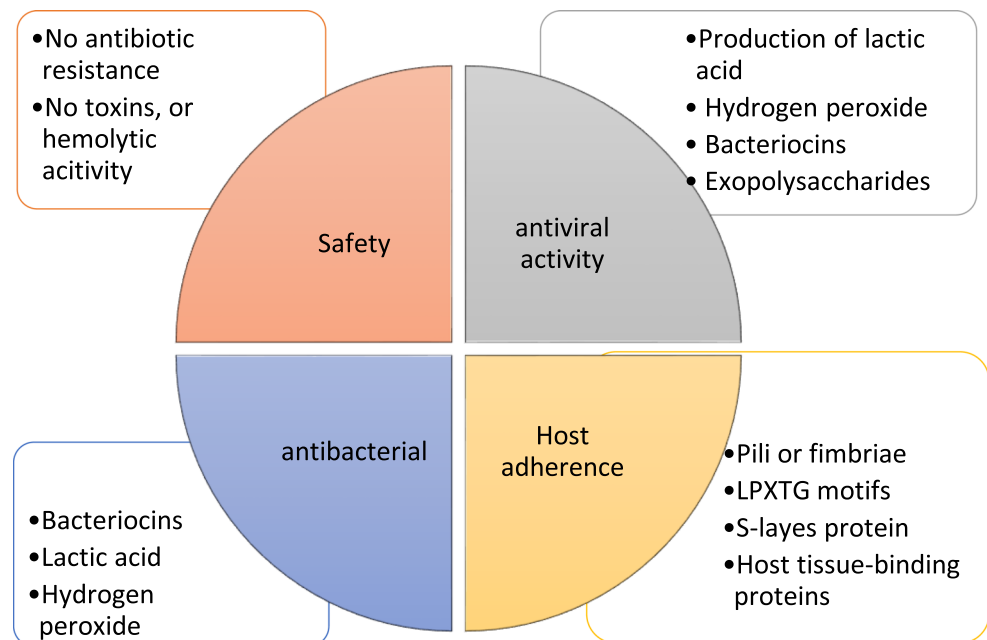 •No antibiotic
resistance
•No toxins, or
hemolytic
acitivity
Safety
•Production of lactic
acid
• Hydrogen peroxide
• Bacteriocins
• Exopolysaccharides
antiviral
activity
antibacterial
•Bacteriocins
•Lactic acid
•Hydrogen
peroxide
Host
adherence
•Pili or fimbriae
•LPXTG motifs
•S-layes protein
•Host tissue-binding
proteins